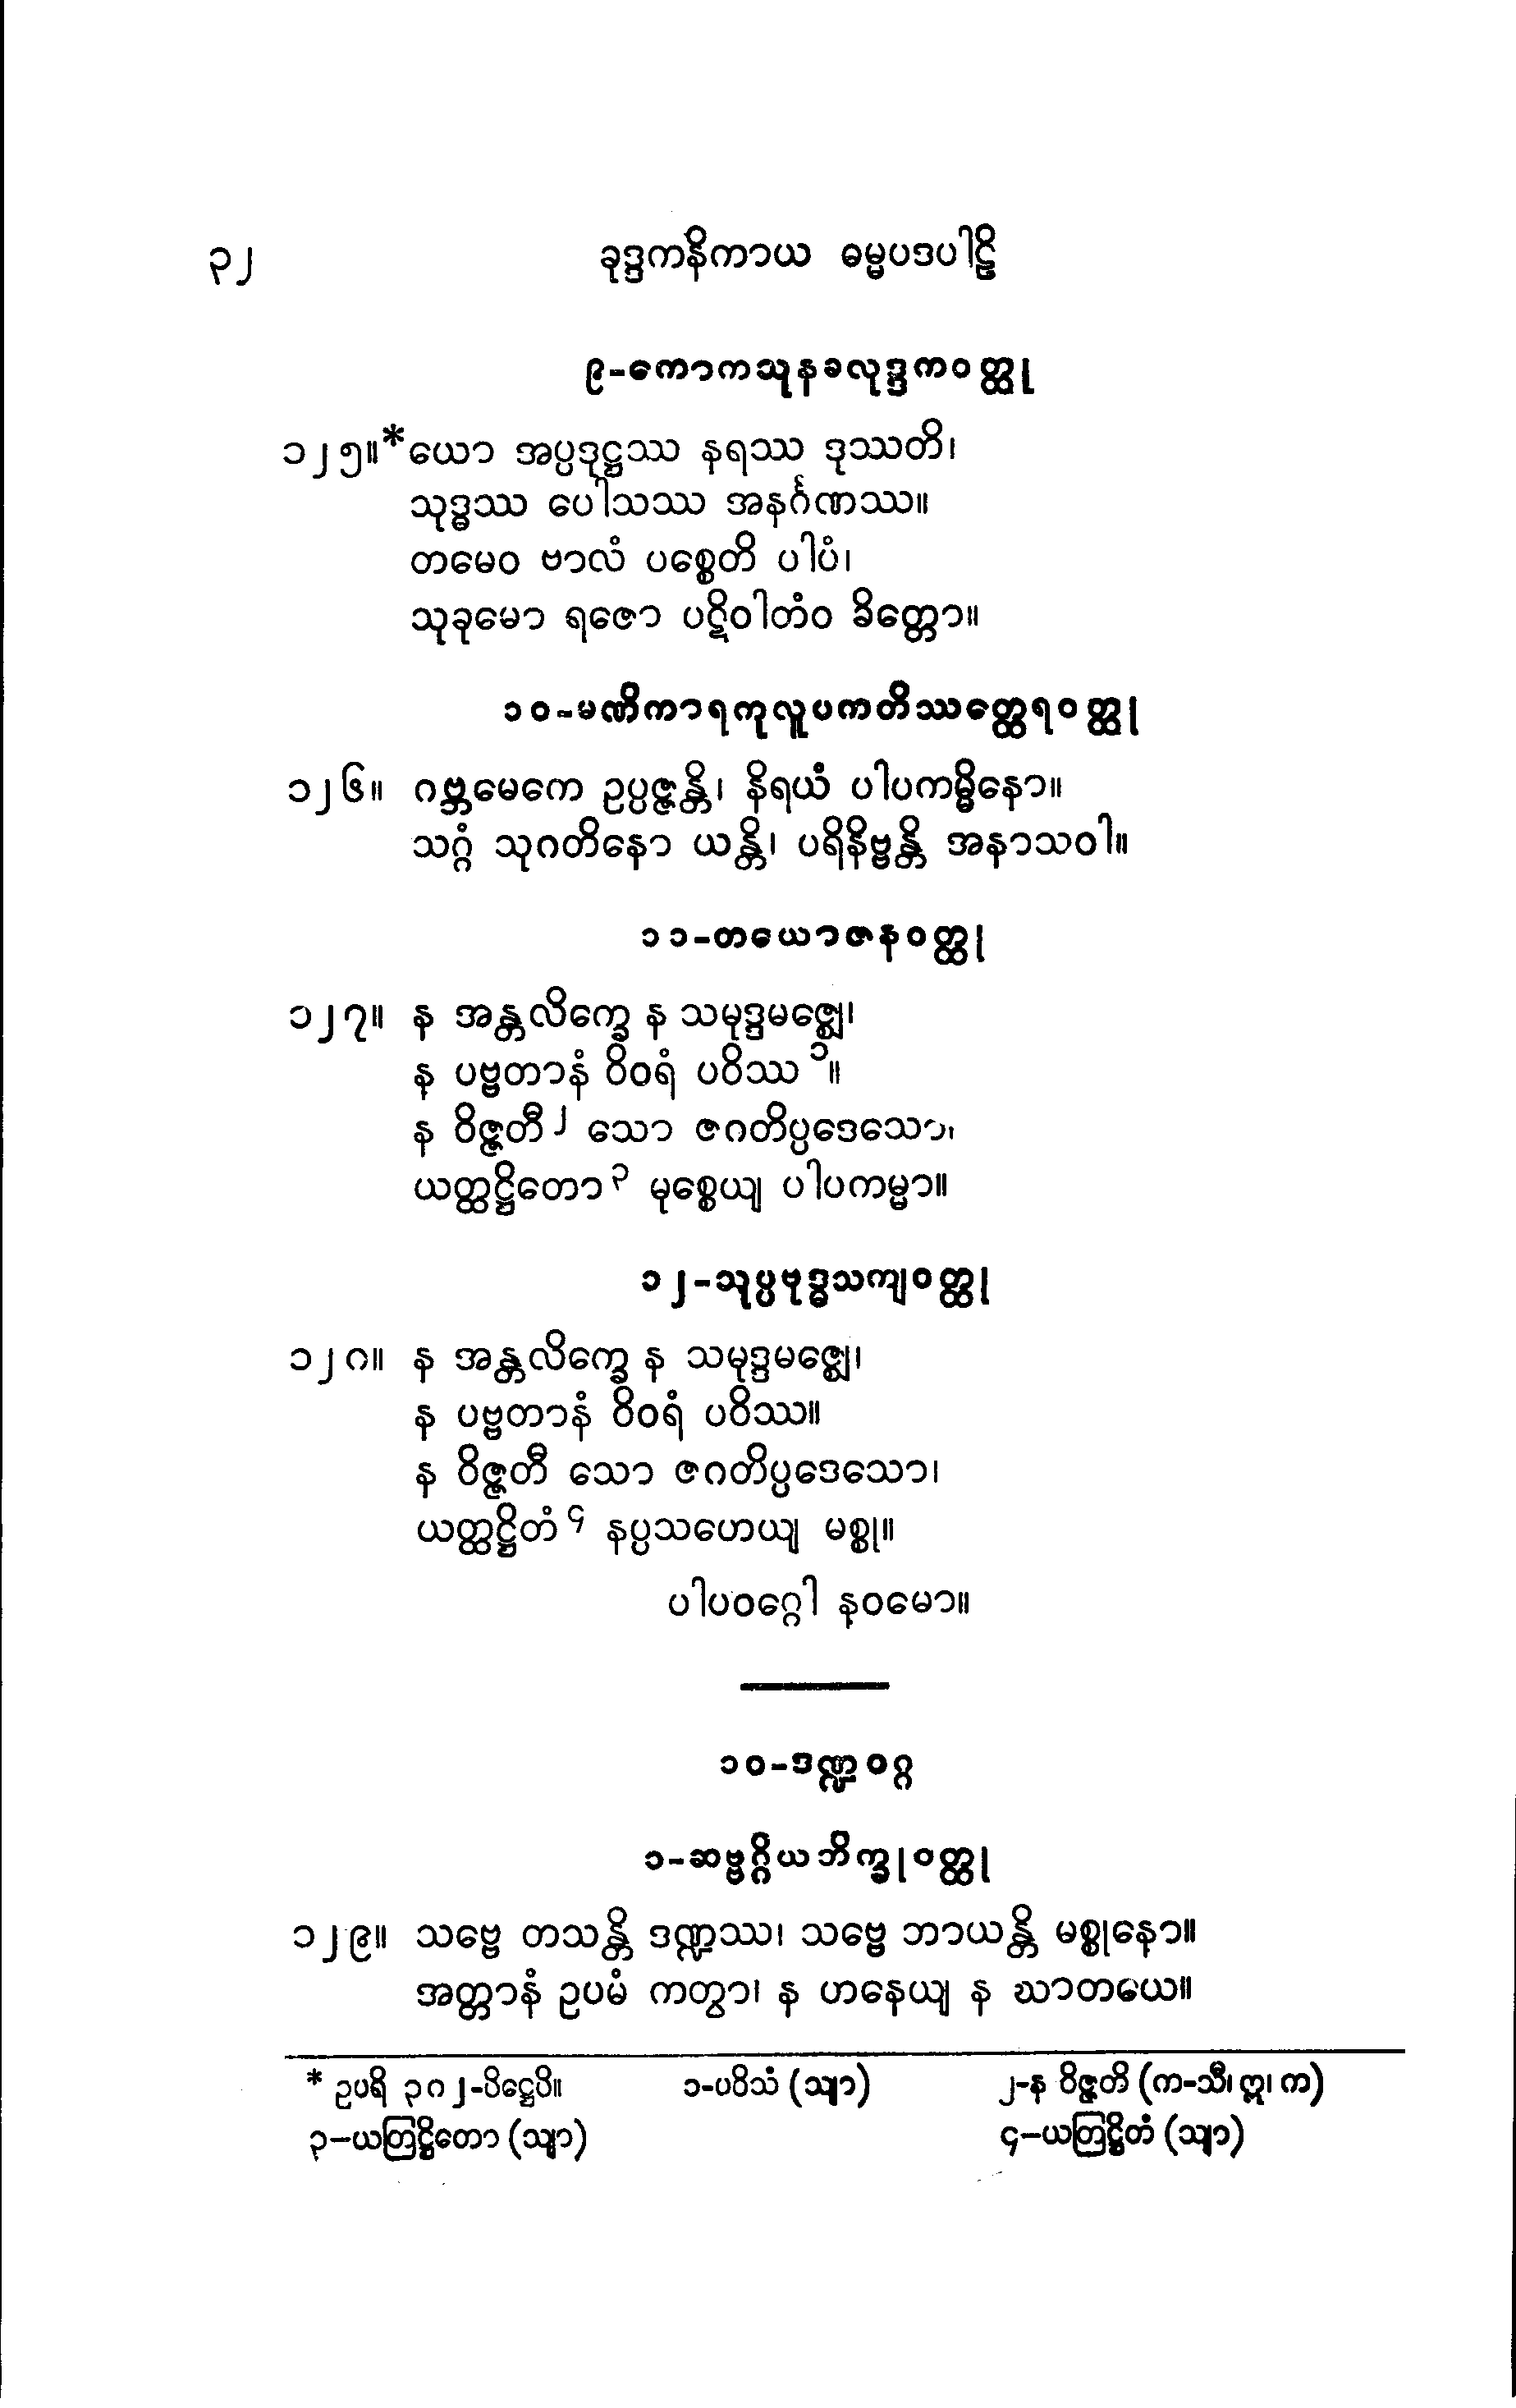 ၃၂ ခုဒ္ဒကနိကာယ ဓမ္မပဒပါဠိ
၉-ကောကသုနခလုဒ္ဒကဝတ္ထု
၁၂၅။*ယော အပ္ပဒုဋ္ဌဿ နရဿ ဒုဿတိ၊
သုဒ္ဓဿ ပေါသဿ အနင်္ဂဏဿ။
တမေဝ ဗာလံ ပစ္စေတိ ပါပံ၊
သုခုမော ရဇော ပဋိဝါတံဝ ခိတ္တော။
၁၀-မဏိကာရကုလူပကတိဿတ္ထေရဝတ္ထု
၁၂၆။ ဂဗ္ဘမေကေ ဥပ္ပဇ္ဇန္တိ၊ နိရယံ ပါပကမ္မိနော။
သဂ္ဂံ သုဂတိနော ယန္တိ၊ ပရိနိဗ္ဗန္တိ အနာသဝါ။
၁၁-တယောဇနဝတ္ထု
၁၂၇။ န အန္တလိက္ခေ န သမုဒ္ဒမဇ္ဈေ၊
န ပဗ္ဗတာနံ ဝိဝရံ ပဝိဿ ၁။
န ဝိဇ္ဇတီ ၂ သော ဇဂတိပ္ပဒေသော၊
ယတ္ထဋ္ဌိတော ၃ မုစ္စေယျ ပါပကမ္မာ။
၁၂-သုပ္ပဗုဒ္ဓသကျဝတ္ထု
၁၂၈။ န အန္တလိက္ခေ န သမုဒ္ဒမဇ္ဈေ၊
န ပဗ္ဗတာနံ ဝိဝရံ ပဝိဿ။
န ဝိဇ္ဇတီ သော ဇဂတိပ္ပဒေသော၊
ယတ္ထဋ္ဌိတံ ၄ နပ္ပသဟေယျ မစ္စု။
ပါပဝဂ္ဂေါ နဝမော။
၁၀-ဒဏ္ဍဝဂ္ဂ
၁-ဆဗ္ဗဂ္ဂိယဘိက္ခုဝတ္ထု
၁၂၉။ သဗ္ဗေ တသန္တိ ဒဏ္ဍဿ၊ သဗ္ဗေ ဘာယန္တိ မစ္စုနော။
အတ္တာနံ ဥပမံ ကတွာ၊ န ဟနေယျ န ဃာတယေ။
* ဥပရိ ၃၈၂-ပိဋ္ဌေပိ။ ၁-ပဝိသံ (သျာ) ၂-န ဝိဇ္ဇတိ (က-သီ၊ ဣ၊ က)
၃-ယတြဋ္ဌိတော (သျာ) ၄-ယတြဋ္ဌိတံ (သျာ)